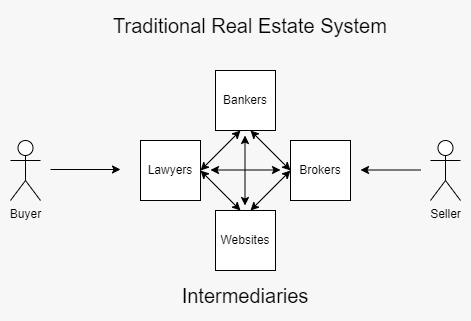 Traditional Real Estate System
Bankers
Lawyers
Brokers
Buyer
Seller
Websites
Intermediaries